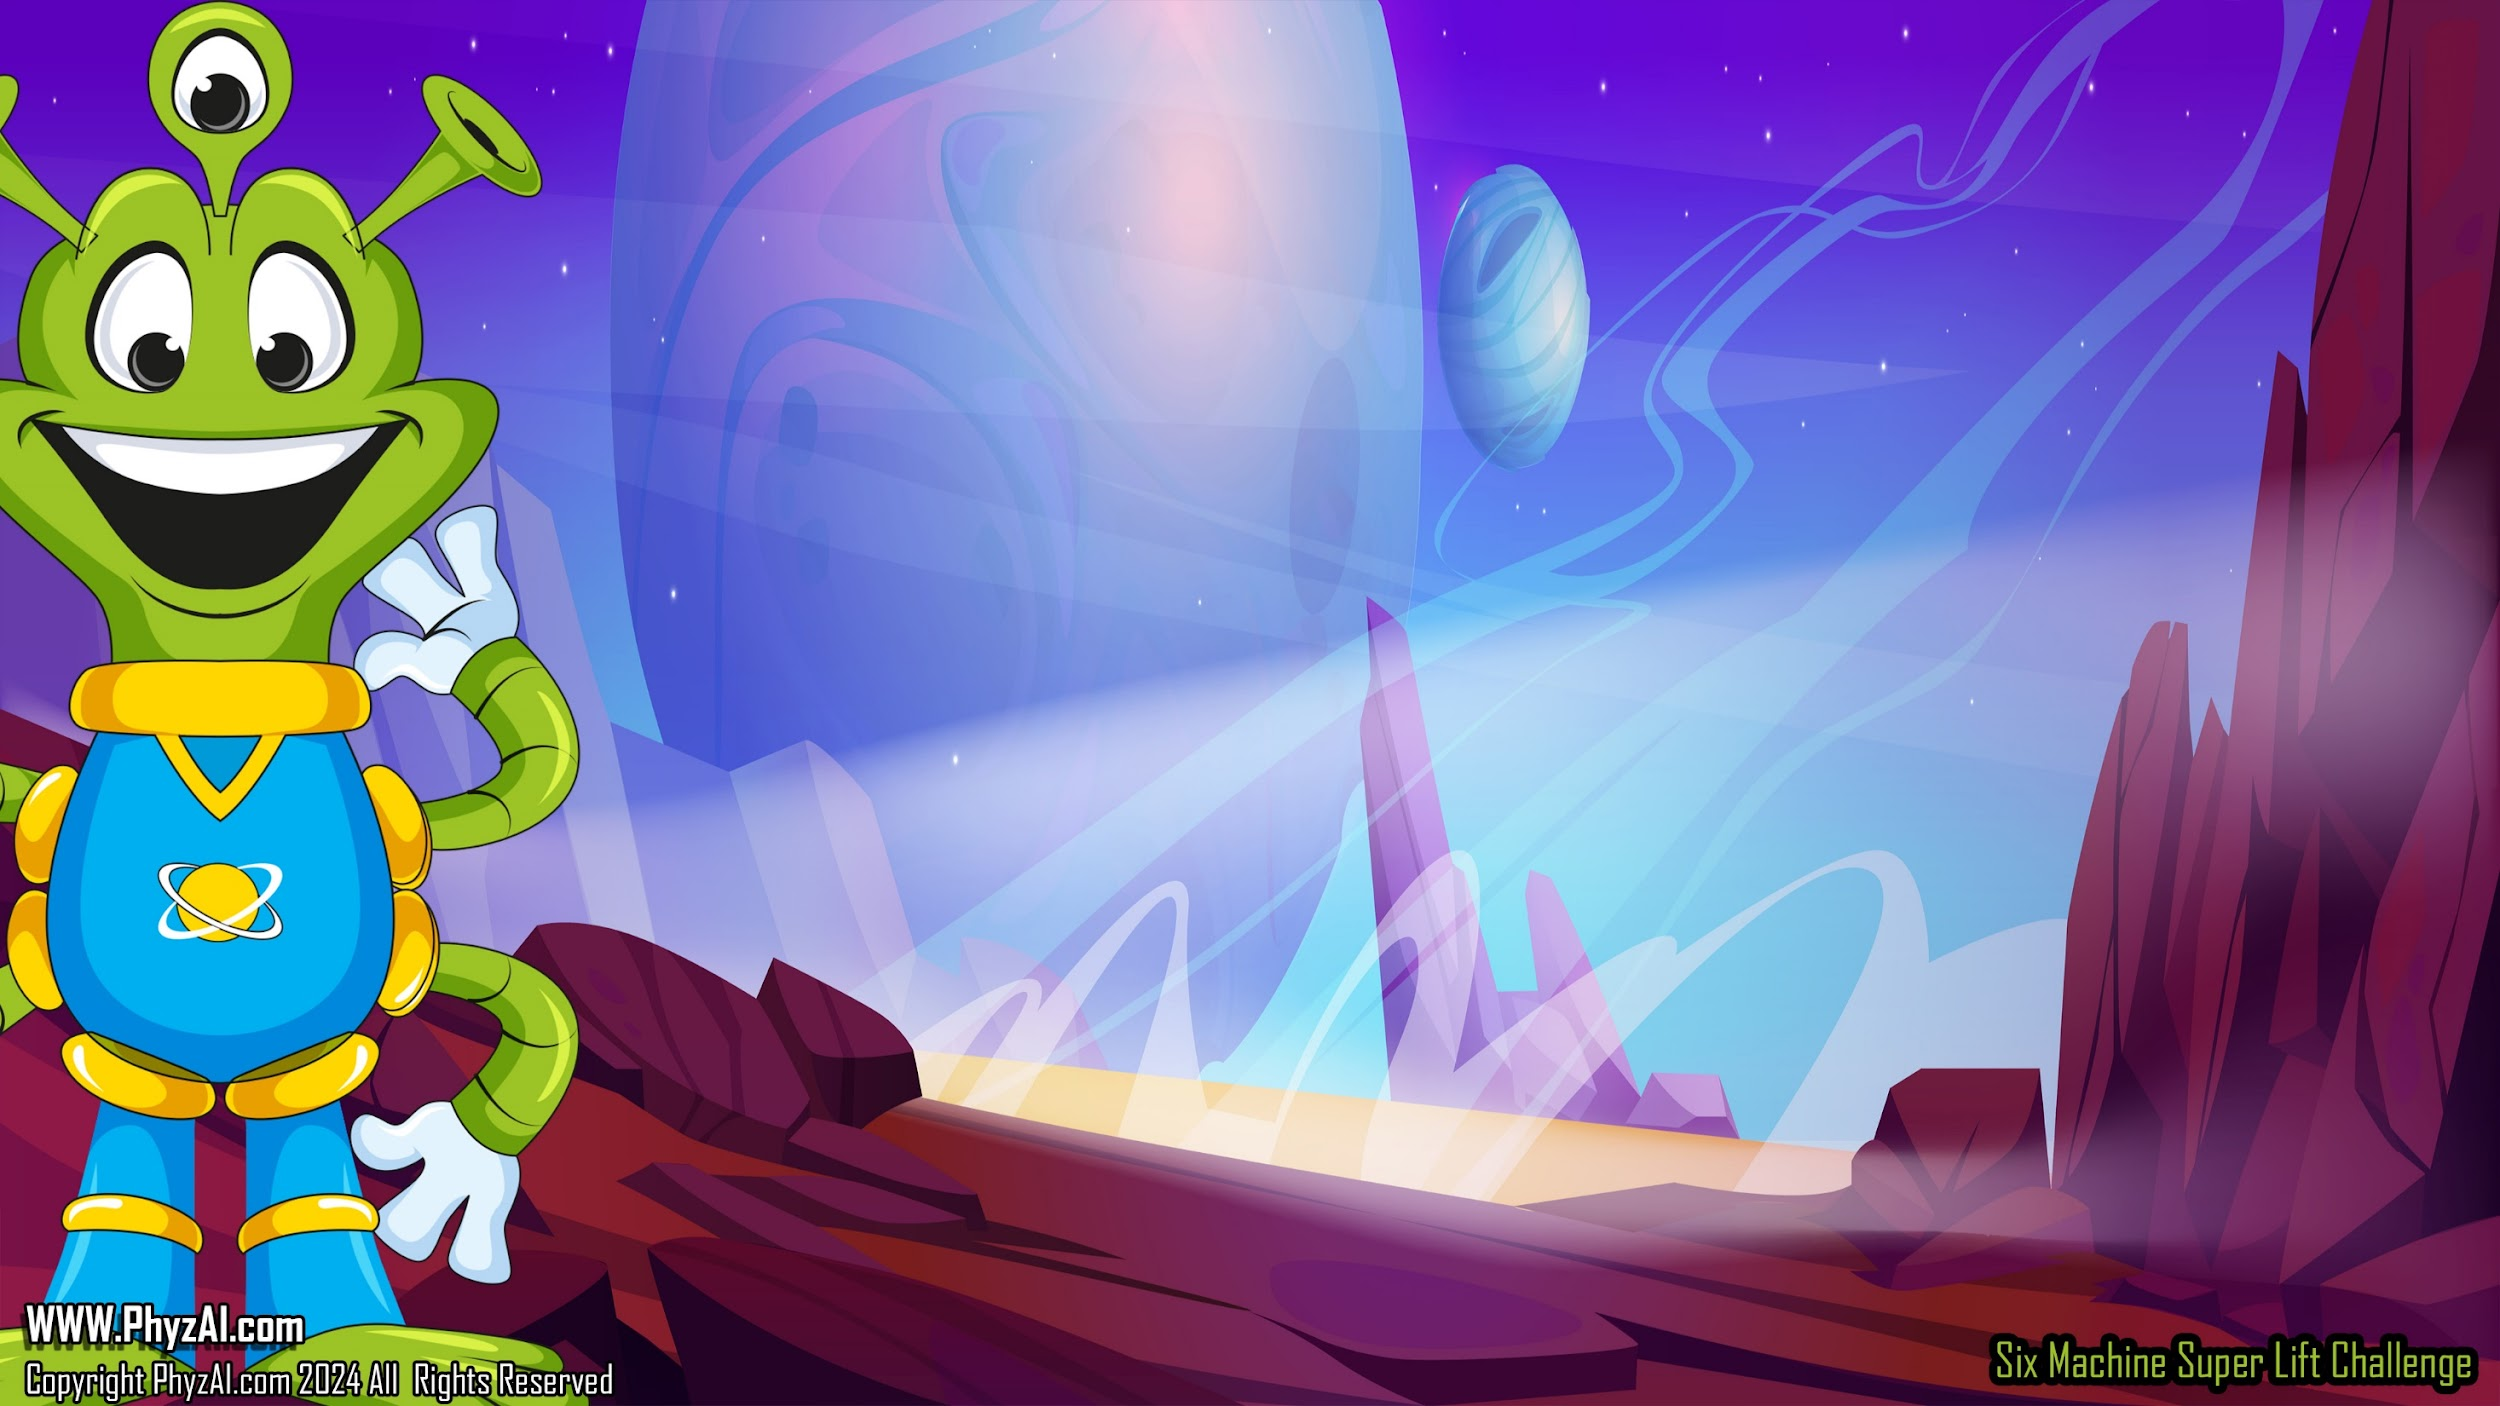 WWW.PhyzAI.com
Copyright PhyzAI.com 2024 All Rights Reserved
Six Machine Super Lift Challenge